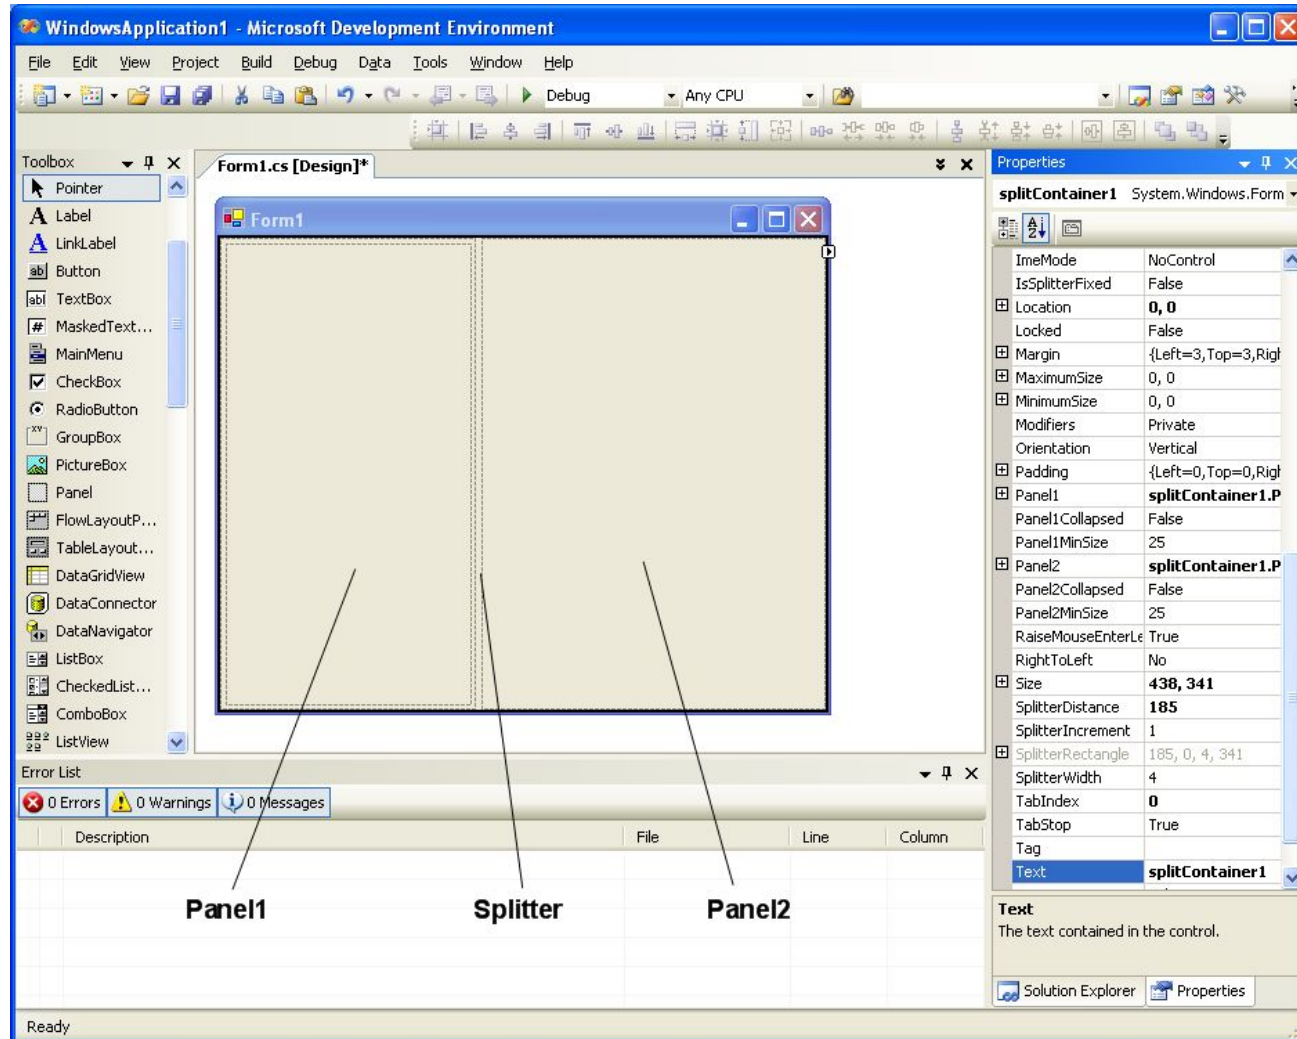 WindowsApplication1 - Microsoft Development Environment
File Edit View Project Build Debug Data Tools Window Help
Debug Any CPU
Toolbox
Pointer
A Label
A LinkLabel
ab Button
abl TextBox
# MaskedText...
MainMenu
CheckBox
RadioButton
GroupBox
PictureBox
Panel
FlowLayoutP...
TableLayout...
DataGridView
DataConnector
DataNavigator
ListBox
CheckedList...
ComboBox
ListView
Form1.cs [Design]*
Form1
Properties
splitContainer1 System.Windows.Form
ImeMode NoControl
IsSplitterFixed False
Location 0, 0
Locked False
Margin {Left=3,Top=3,Righ
MaximumSize 0, 0
MinimumSize 0, 0
Modifiers Private
Orientation Vertical
Padding {Left=0,Top=0,Righ
Panel1 splitContainer1.P
Panel1Collapsed False
Panel1MinSize 25
Panel2 splitContainer1.P
Panel2Collapsed False
Panel2MinSize 25
RaiseMouseEnterLe True
RightToLeft No
Size 438, 341
SplitterDistance 185
SplitterIncrement 1
SplitterRectangle 185, 0, 4, 341
SplitterWidth 4
TabIndex 0
TabStop True
Tag
Text splitContainer1
Text
The text contained in the control.
Solution Explorer Properties
Error List
0 Errors 0 Warnings 0 Messages
Description File Line Column
Panel1 Splitter Panel2
Ready